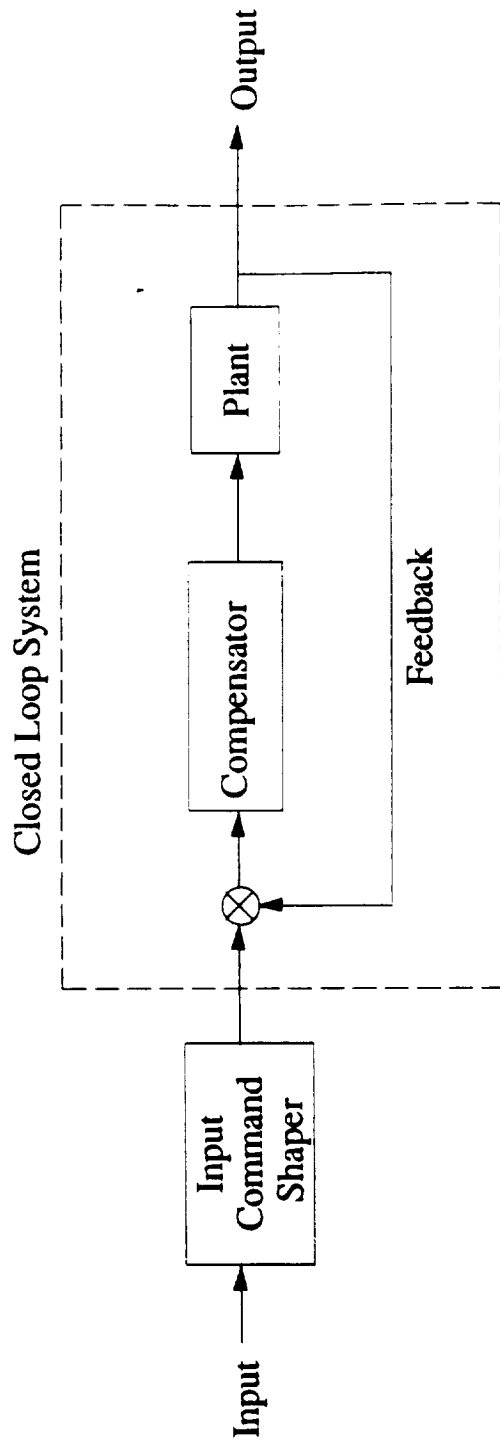 Closed Loop System
Input
Input
Command
Shaper
Compensator
Plant
Output
Feedback